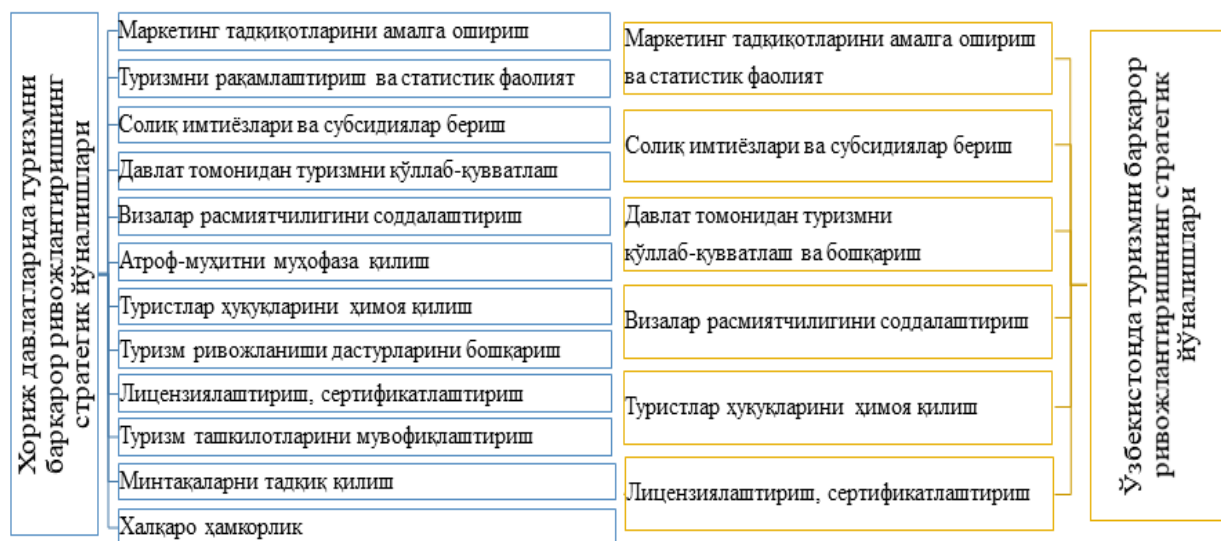 Хориж давлатларида туризмни
барқарор ривожлантиришнинг
стратегик йўналишлари
Маркетинг тадқиқотларини амалга ошириш
Туризмни рақамлаштириш ва статистик фаолият
Солиқ имтиёзлари ва субсидиялар бериш
Давлат томонидан туризмни қўллаб-қувватлаш
Визалар расмиятчилигини соддалаштириш
Атроф-муҳитни муҳофаза қилиш
Туристлар ҳуқуқларини ҳимоя қилиш
Туризм ривожланиши дастурларини бошқариш
Лицензиялаштириш, сертификатлаштириш
Туризм ташкилотларини мувофиқлаштириш
Минтақаларни тадқиқ қилиш
Халқаро ҳамкорлик
Маркетинг тадқиқотларини амалга ошириш
ва статистик фаолият
Солиқ имтиёзлари ва субсидиялар бериш
Давлат томонидан туризмни
қўллаб-қувватлаш ва бошқариш
Визалар расмиятчилигини соддалаштириш
Туристлар ҳуқуқларини ҳимоя қилиш
Лицензиялаштириш, сертификатлаштириш
Ўзбекистонда туризмни барқарор
ривожлантиришнинг стратегик
йўналишлари